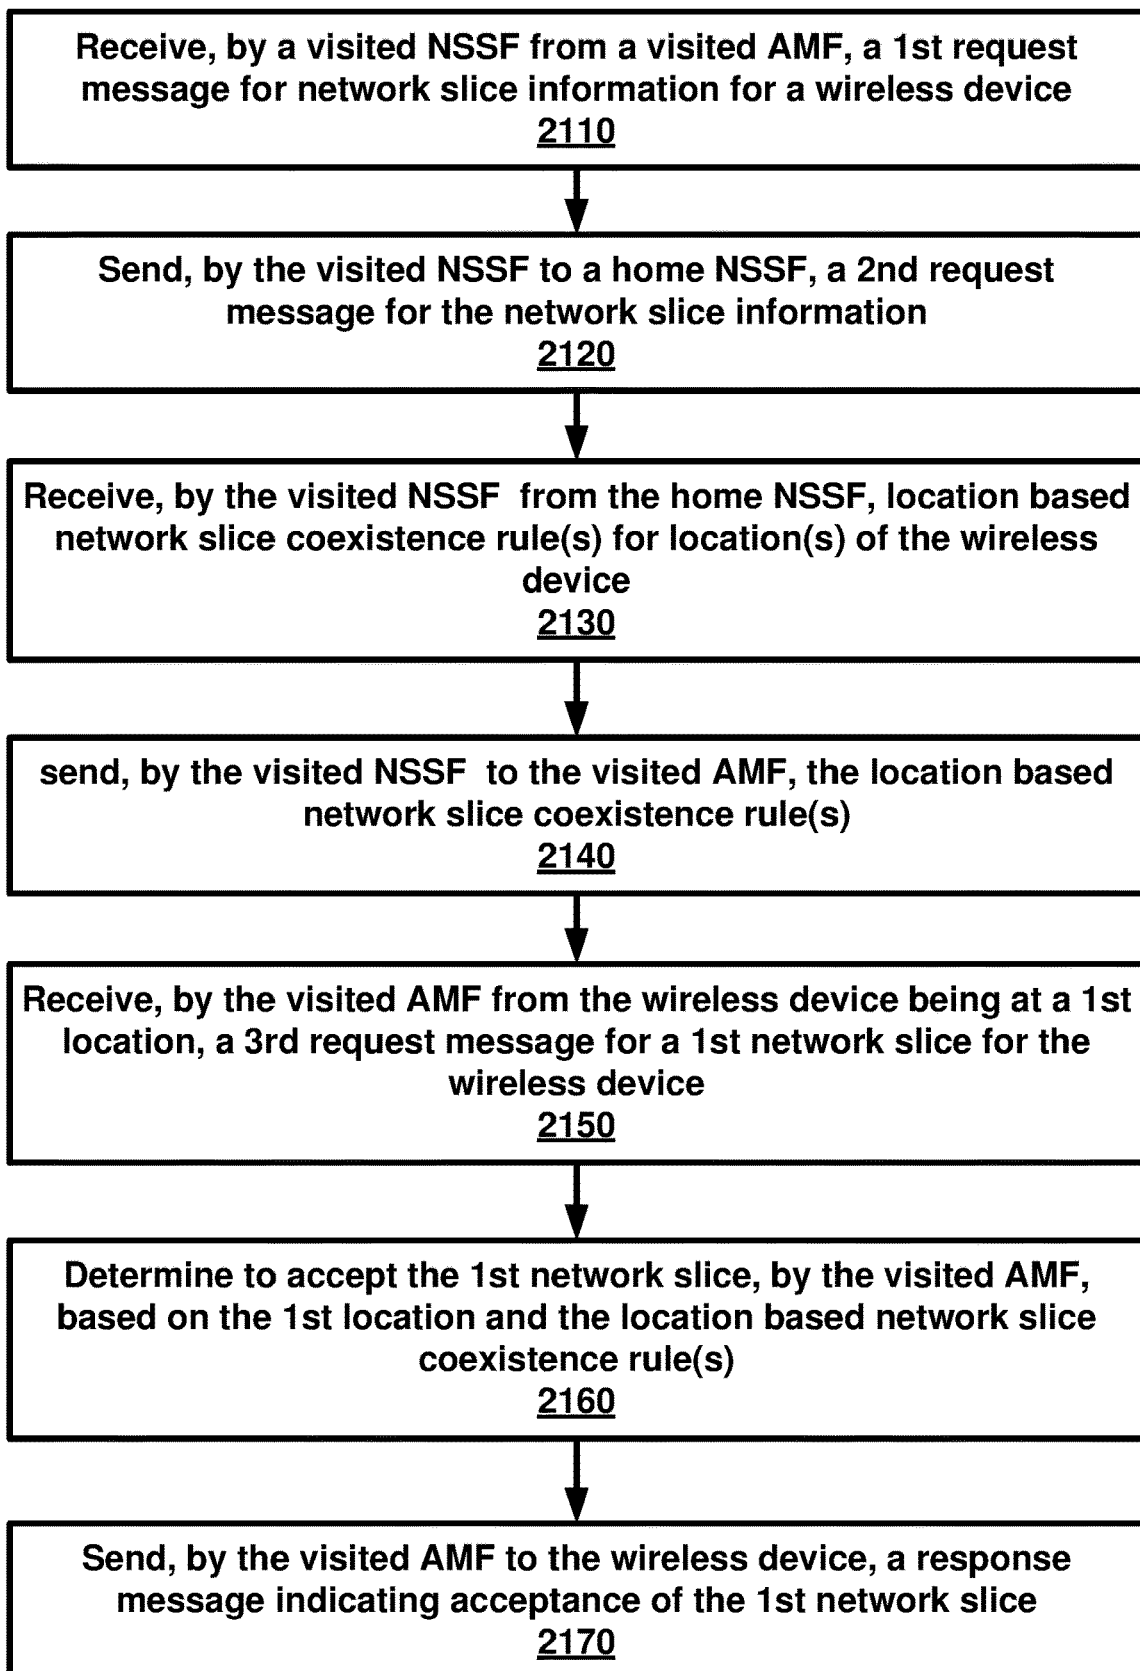 Receive, by a visited NSSF from a visited AMF, a 1st request
message for network slice information for a wireless device
2110
Send, by the visited NSSF to a home NSSF, a 2nd request
message for the network slice information
2120
Receive, by the visited NSSF from the home NSSF, location based
network slice coexistence rule(s) for location(s) of the wireless
device
2130
send, by the visited NSSF to the visited AMF, the location based
network slice coexistence rule(s)
2140
Receive, by the visited AMF from the wireless device being at a 1st
location, a 3rd request message for a 1st network slice for the
wireless device
2150
Determine to accept the 1st network slice, by the visited AMF,
based on the 1st location and the location based network slice
coexistence rule(s)
2160
Send, by the visited AMF to the wireless device, a response
message indicating acceptance of the 1st network slice
2170